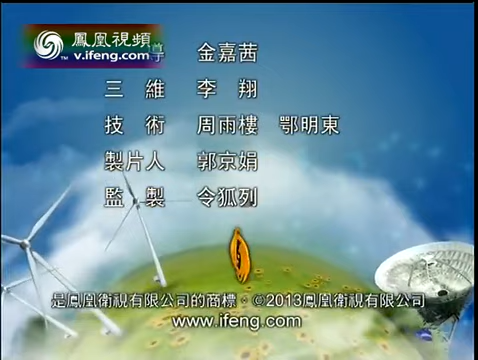 鳳凰視頻
v.ifeng.com
導 金嘉茜
三 維 李 翔
技 術 周雨樓 鄂明東
製片人 郭京娟
監 製 令狐列
是鳳凰衛視有限公司的商標。©2013鳳凰衛視有限公司
www.ifeng.com